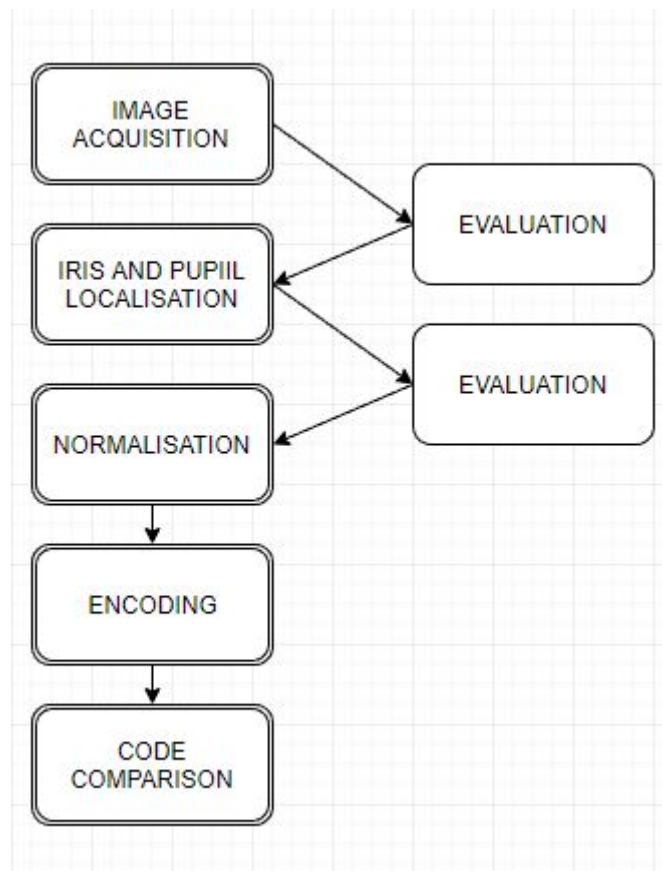 IMAGE
ACQUISITION
EVALUATION
IRIS AND PUPIIL
LOCALISATION
EVALUATION
NORMALISATION
ENCODING
CODE
COMPARISON